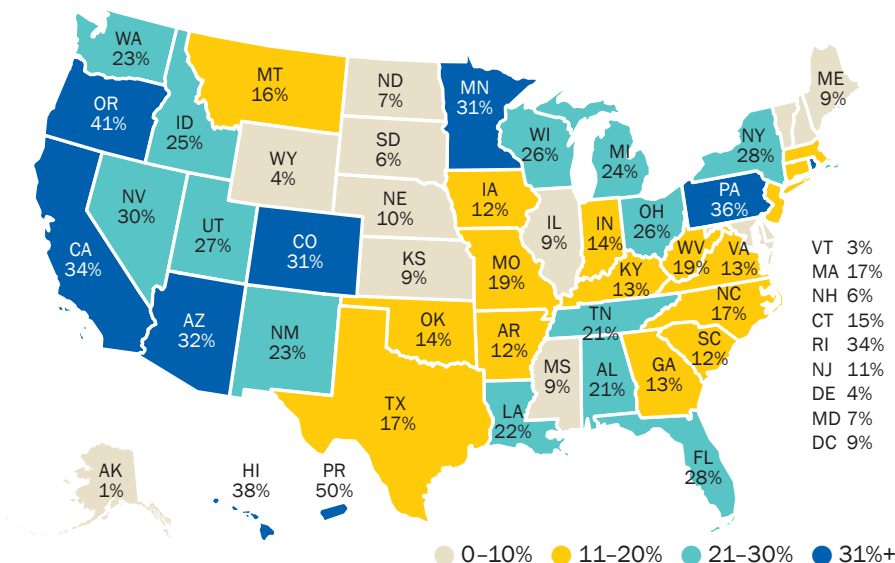 WA
23%
OR
41%
CA
34%
ID
25%
NV
30%
MT
16%
WY
4%
UT
27%
AZ
32%
CO
31%
NM
23%
ND
7%
SD
6%
NE
10%
KS
9%
OK
14%
TX
17%
MN
31%
IA
12%
MO
19%
AR
12%
LA
22%
WI
26%
IL
9%
MS
9%
MI
24%
IN
14%
KY
13%
TN
21%
AL
21%
OH
26%
WV
19%
VA
13%
NC
17%
SC
12%
GA
13%
FL
28%
PA
36%
NY
28%
ME
9%
VT 3%
MA 17%
NH 6%
CT 15%
RI 34%
NJ 11%
DE 4%
MD 7%
DC 9%
AK
1%
HI
38%
PR
50%
0–10% 11–20% 21–30% 31%+